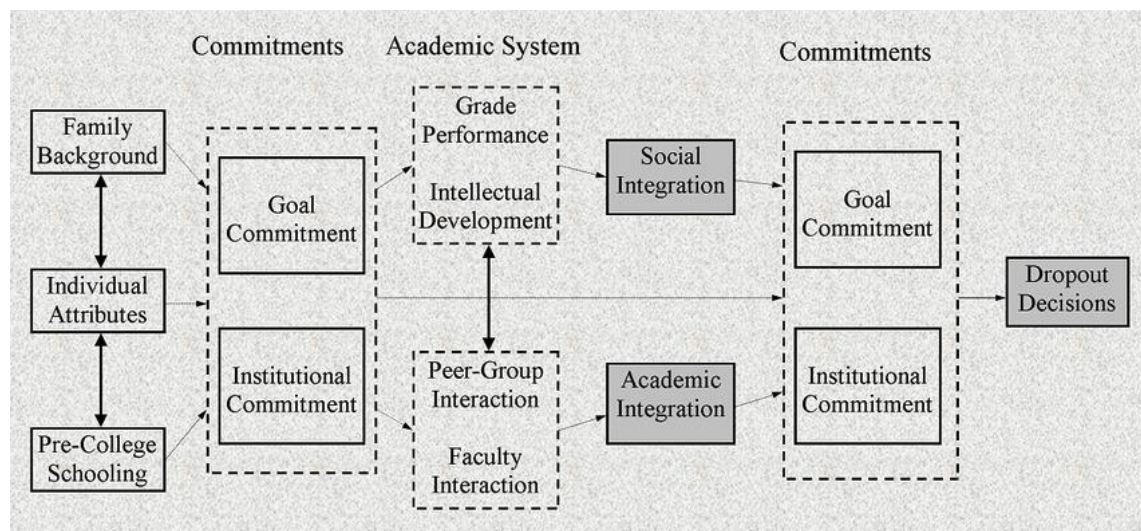 Commitments
Academic System
Commitments
Family
Background
Individual
Attributes
Pre-College
Schooling
Goal
Commitment
Institutional
Commitment
Grade
Performance
Intellectual
Development
Peer-Group
Interaction
Faculty
Interaction
Social
Integration
Academic
Integration
Goal
Commitment
Institutional
Commitment
Dropout
Decisions